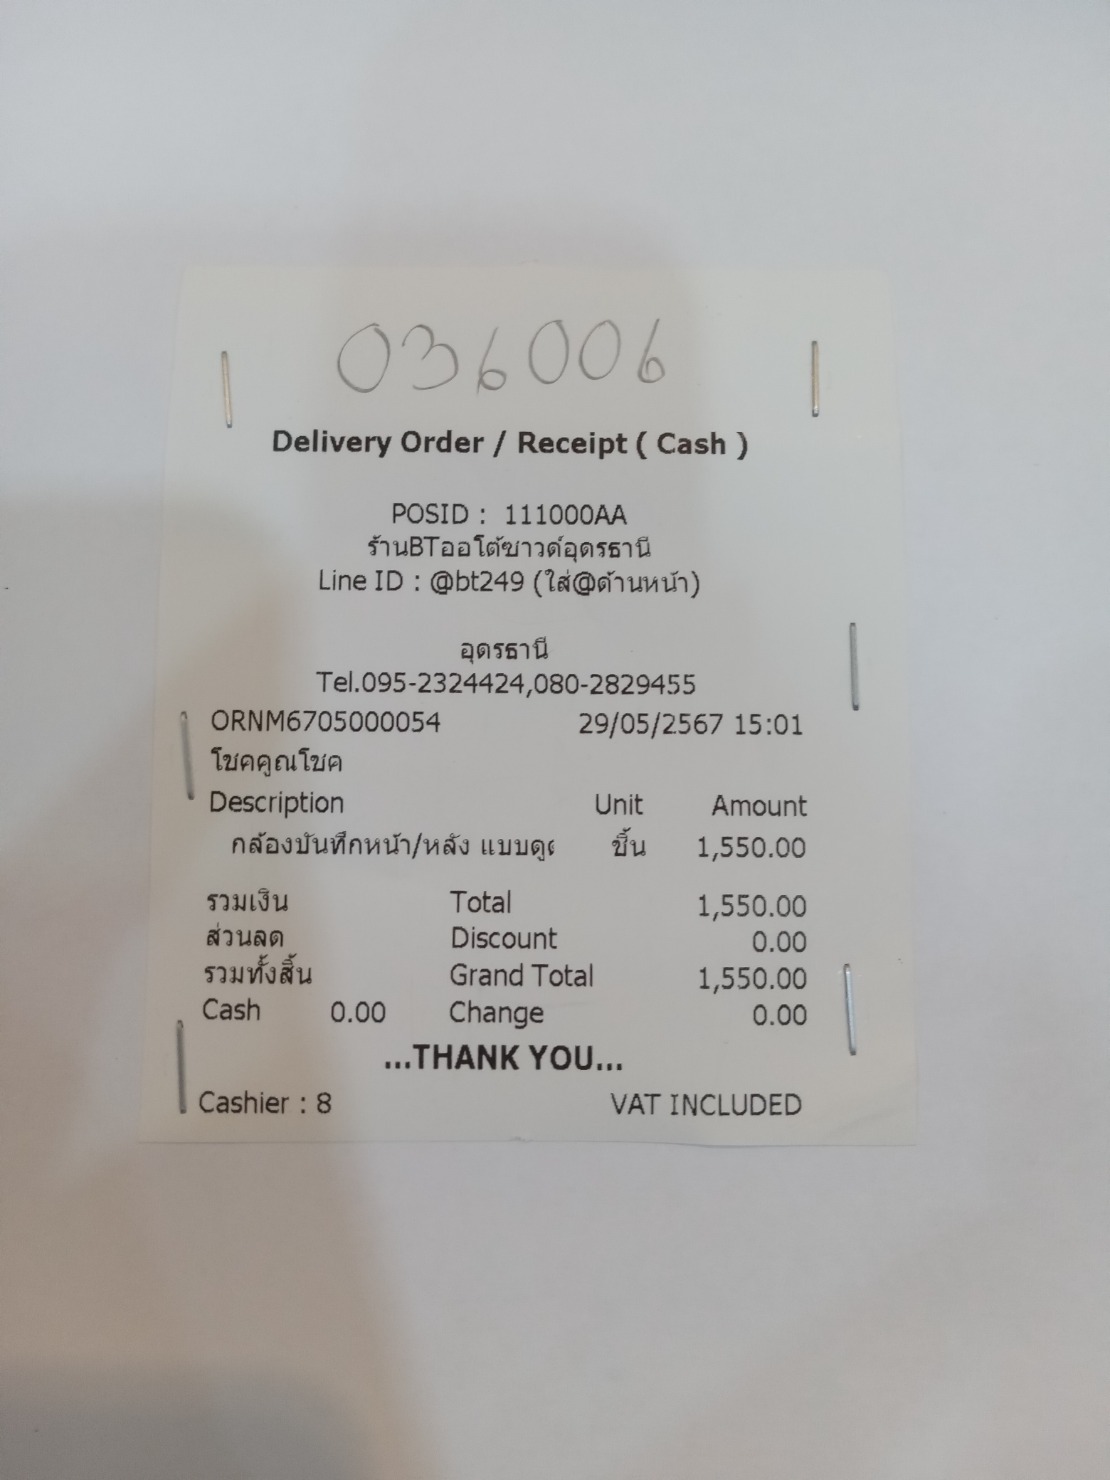 036006
Delivery Order / Receipt ( Cash )
POSID : 111000AA
ร้านBTออโต้ซาวด์อุดรธานี
Line ID : @bt249 (ใส่@ด้านหน้า)
อุดรธานี
Tel.095-2324424,080-2829455
ORNM6705000054 29/05/2567 15:01
โชคคูณโชค
Description Unit Amount
กล้องบันทึกหน้า/หลัง แบบ ชิ้น 1,550.00
รวมเงิน Total 1,550.00
ส่วนลด Discount 0.00
รวมทั้งสิ้น Grand Total 1,550.00
Cash 0.00 Change 0.00
...THANK YOU...
Cashier : 8 VAT INCLUDED